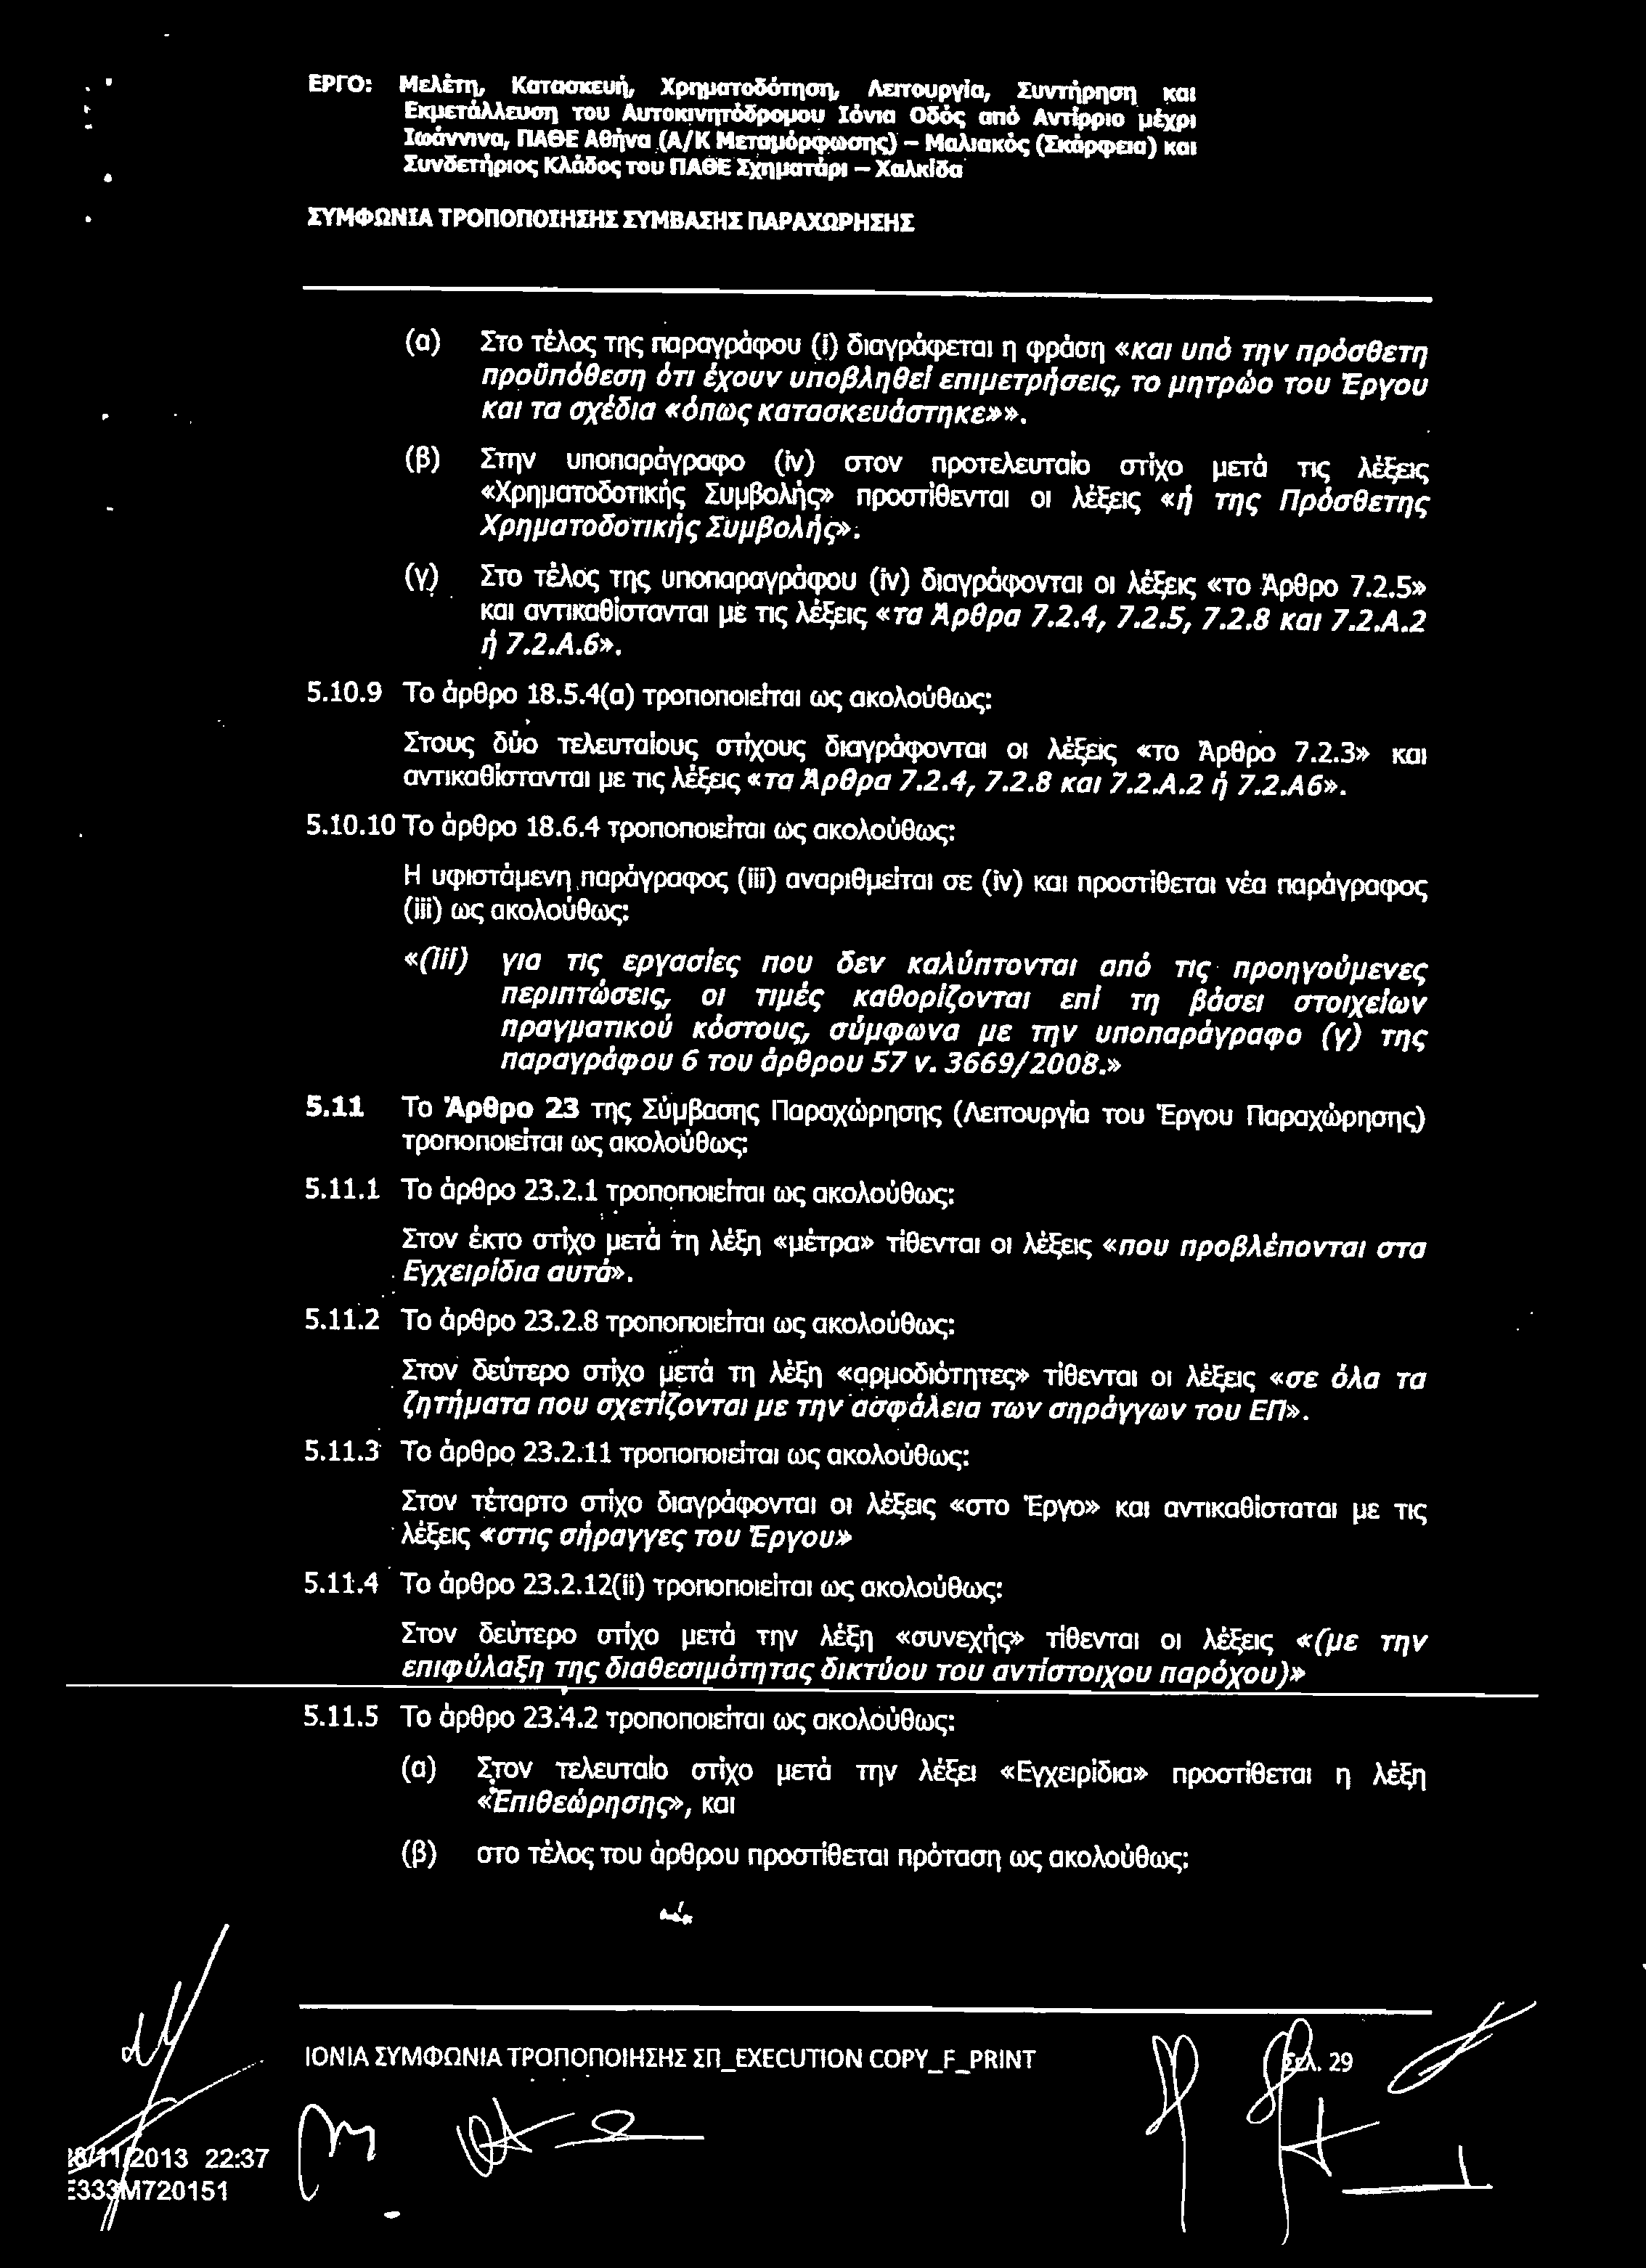 ΕΡΓΟ: Μελέτη, Κατασκευή, Χρηματοδότηση, Λειτουργία, Συντήρηση και
Εκμετάλλευση του Αυτοκινητόδρομου Ιόνια Οδός από Αντίρριο μέχρι
Ιωάννινα, ΠΑΘΕ Αθήνα (Α/Κ Μεταμόρφωσης) – Μαλιακός (Σκάρφεια) και
Συνδετήριος Κλάδος του ΠΑΘΕ Σχηματάρι – Χαλκίδα
ΣΥΜΦΩΝΙΑ ΤΡΟΠΟΠΟΙΗΣΗΣ ΣΥΜΒΑΣΗΣ ΠΑΡΑΧΩΡΗΣΗΣ
(α) Στο τέλος της παραγράφου (i) διαγράφεται η φράση «και υπό την πρόσθετη
προϋπόθεση ότι έχουν υποβληθεί επιμετρήσεις, το μητρώο του Έργου
και τα σχέδια «όπως κατασκευάστηκε»».
(β) Στην υποπαράγραφο (iv) στον προτελευταίο στίχο μετά τις λέξεις
«Χρηματοδοτικής Συμβολής» προστίθενται οι λέξεις «ή της Πρόσθετης
Χρηματοδοτικής Συμβολής».
(γ) Στο τέλος της υποπαραγράφου (iv) διαγράφονται οι λέξεις «το Άρθρο 7.2.5»
και αντικαθίστανται με τις λέξεις «τα Άρθρα 7.2.4, 7.2.5, 7.2.8 και 7.2.Α.2
ή 7.2.Α.6».
5.10.9 Το άρθρο 18.5.4(α) τροποποιείται ως ακολούθως:
Στους δύο τελευταίους στίχους διαγράφονται οι λέξεις «το Άρθρο 7.2.3» και
αντικαθίστανται με τις λέξεις «τα Άρθρα 7.2.4, 7.2.8 και 7.2.Α.2 ή 7.2.Α6».
5.10.10 Το άρθρο 18.6.4 τροποποιείται ως ακολούθως:
Η υφιστάμενη παράγραφος (iii) αναριθμείται σε (iv) και προστίθεται νέα παράγραφος
(iii) ως ακολούθως:
«(iii) για τις εργασίες που δεν καλύπτονται από τις προηγούμενες
περιπτώσεις, οι τιμές καθορίζονται επί τη βάσει στοιχείων
πραγματικού κόστους, σύμφωνα με την υποπαράγραφο (γ) της
παραγράφου 6 του άρθρου 57 ν. 3669/2008.»
5.11 Το Άρθρο 23 της Σύμβασης Παραχώρησης (Λειτουργία του Έργου Παραχώρησης)
τροποποιείται ως ακολούθως:
5.11.1 Το άρθρο 23.2.1 τροποποιείται ως ακολούθως:
Στον έκτο στίχο μετά τη λέξη «μέτρα» τίθενται οι λέξεις «που προβλέπονται στα
Εγχειρίδια αυτά».
5.11.2 Το άρθρο 23.2.8 τροποποιείται ως ακολούθως:
Στον δεύτερο στίχο μετά τη λέξη «αρμοδιότητες» τίθενται οι λέξεις «σε όλα τα
ζητήματα που σχετίζονται με την ασφάλεια των σηράγγων του ΕΠ».
5.11.3 Το άρθρο 23.2.11 τροποποιείται ως ακολούθως:
Στον τέταρτο στίχο διαγράφονται οι λέξεις «στο Έργο» και αντικαθίσταται με τις
λέξεις «στις σήραγγες του Έργου»
5.11.4 Το άρθρο 23.2.12(ii) τροποποιείται ως ακολούθως:
Στον δεύτερο στίχο μετά την λέξη «συνεχής» τίθενται οι λέξεις «(με την
επιφύλαξη της διαθεσιμότητας δικτύου του αντίστοιχου παρόχου)»
5.11.5 Το άρθρο 23.4.2 τροποποιείται ως ακολούθως:
(α) Στον τελευταίο στίχο μετά την λέξει «Εγχειρίδια» προστίθεται η λέξη
«Επιθεώρησης», και
(β) στο τέλος του άρθρου προστίθεται πρόταση ως ακολούθως:
ΙΟΝΙΑ ΣΥΜΦΩΝΙΑ ΤΡΟΠΟΠΟΙΗΣΗΣ ΣΠ_EXECUTION COPY_F_PRINT Σελ. 29
/2013 22:37
M720151